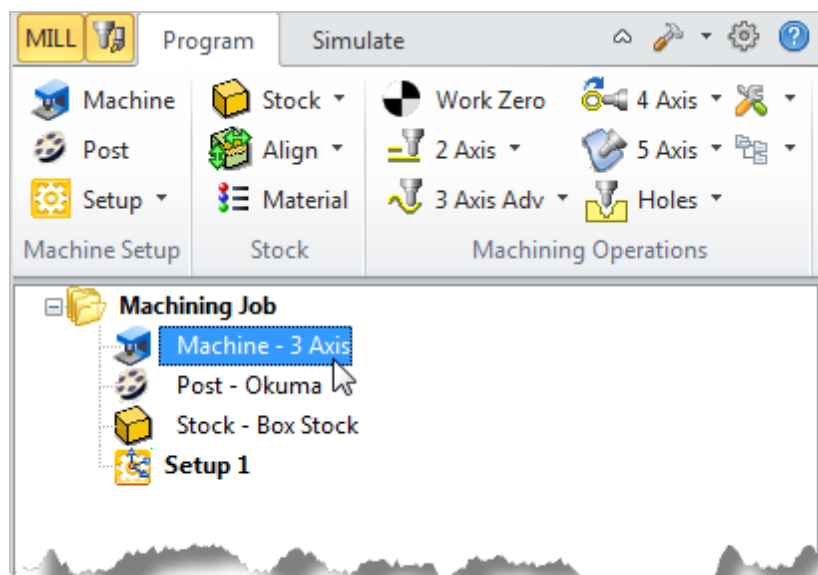 MILL Program Simulate
Machine Stock Work Zero 4 Axis
Post Align 2 Axis 5 Axis
Setup Material 3 Axis Adv Holes
Machine Setup Stock Machining Operations
Machining Job
Machine - 3 Axis
Post - Okuma
Stock - Box Stock
Setup 1